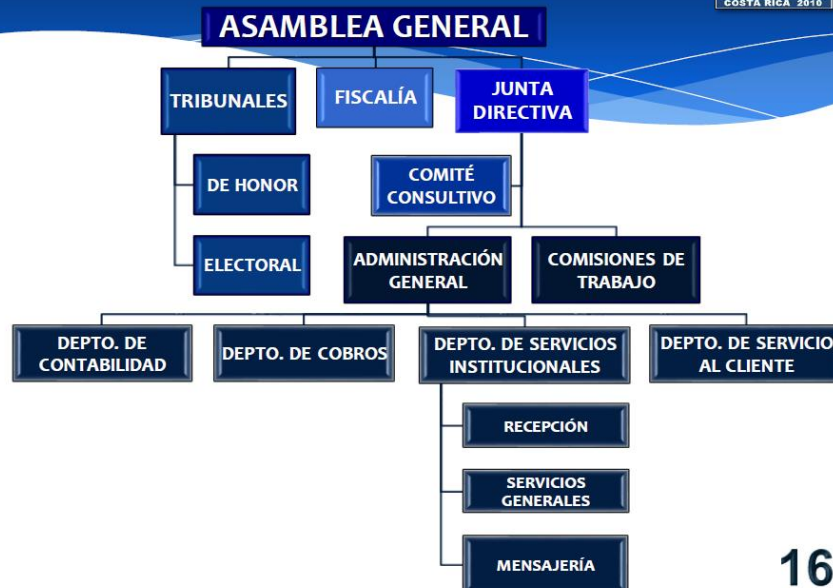 COSTA RICA 2010
ASAMBLEA GENERAL
TRIBUNALES
FISCALÍA
JUNTA
DIRECTIVA
DE HONOR
COMITÉ
CONSULTIVO
ELECTORAL
ADMINISTRACIÓN
GENERAL
COMISIONES DE
TRABAJO
DEPTO. DE
CONTABILIDAD
DEPTO. DE COBROS
DEPTO. DE SERVICIOS
INSTITUCIONALES
DEPTO. DE SERVICIO
AL CLIENTE
RECEPCIÓN
SERVICIOS
GENERALES
MENSAJERÍA
16